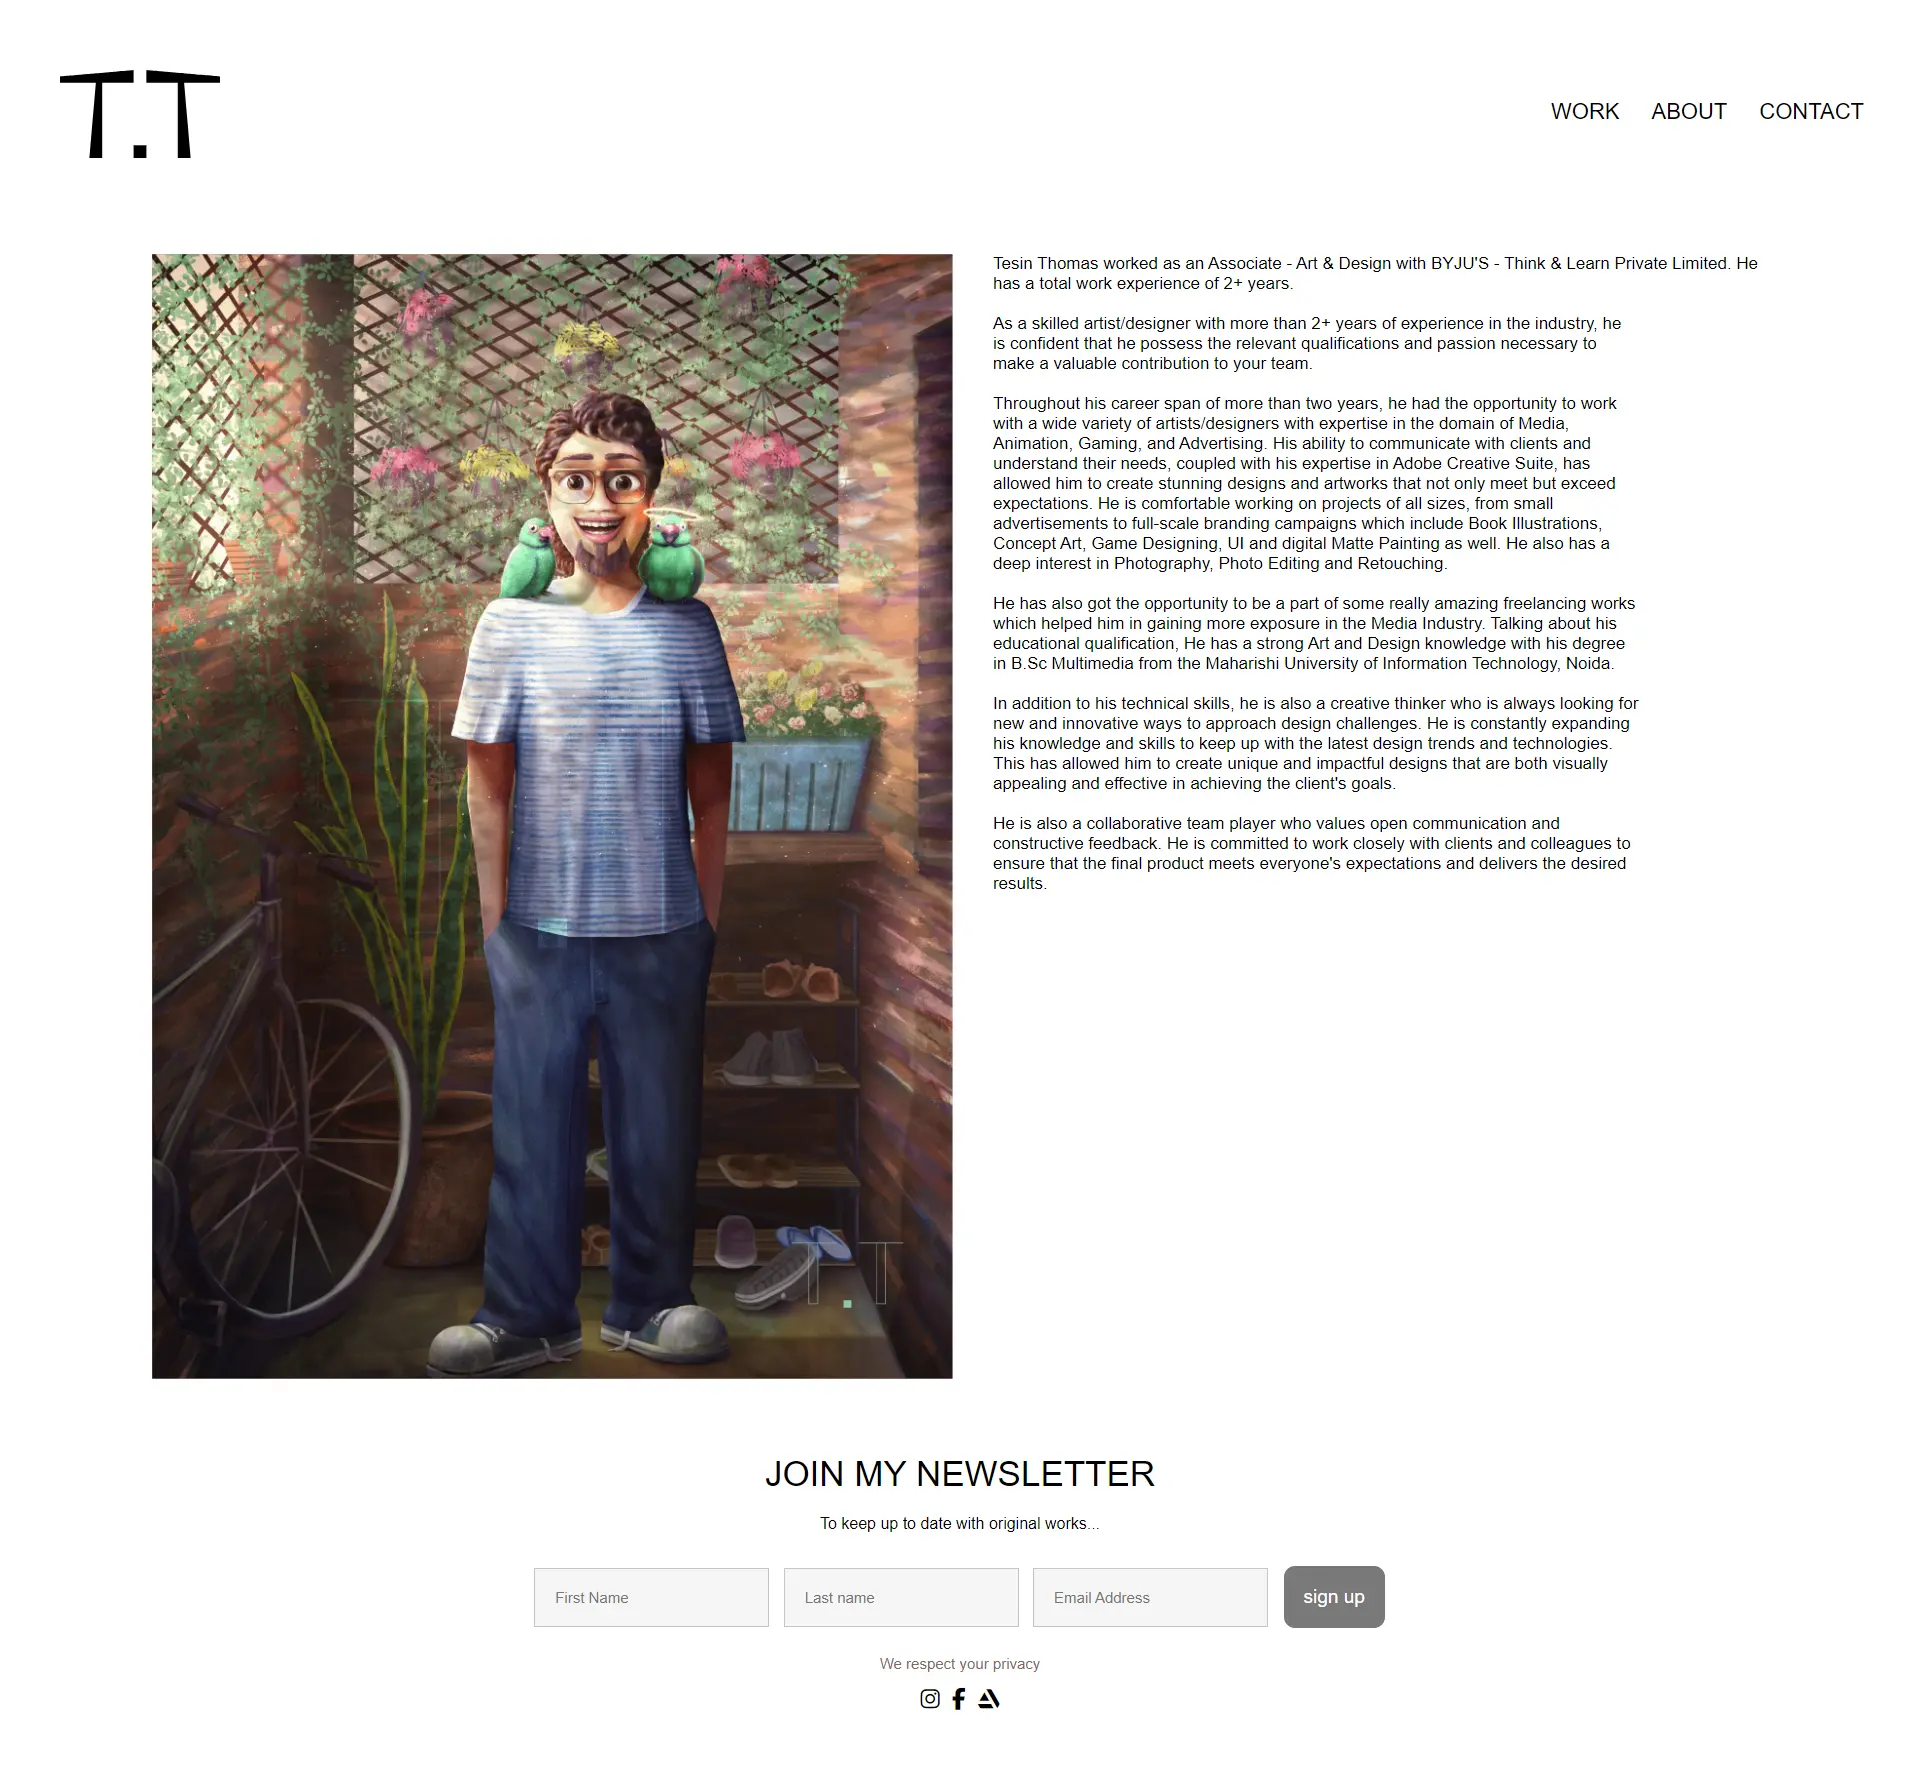 T.T
WORK ABOUT CONTACT
Tesin Thomas worked as an Associate - Art & Design with BYJU'S - Think & Learn Private Limited. He
has a total work experience of 2+ years.
As a skilled artist/designer with more than 2+ years of experience in the industry, he
is confident that he possess the relevant qualifications and passion necessary to
make a valuable contribution to your team.
Throughout his career span of more than two years, he had the opportunity to work
with a wide variety of artists/designers with expertise in the domain of Media,
Animation, Gaming, and Advertising. His ability to communicate with clients and
understand their needs, coupled with his expertise in Adobe Creative Suite, has
allowed him to create stunning designs and artworks that not only meet but exceed
expectations. He is comfortable working on projects of all sizes, from small
advertisements to full-scale branding campaigns which include Book Illustrations,
Concept Art, Game Designing, UI and digital Matte Painting as well. He also has a
deep interest in Photography, Photo Editing and Retouching.
He has also got the opportunity to be a part of some really amazing freelancing works
which helped him in gaining more exposure in the Media Industry. Talking about his
educational qualification, He has a strong Art and Design knowledge with his degree
in B.Sc Multimedia from the Maharishi University of Information Technology, Noida.
In addition to his technical skills, he is also a creative thinker who is always looking for
new and innovative ways to approach design challenges. He is constantly expanding
his knowledge and skills to keep up with the latest design trends and technologies.
This has allowed him to create unique and impactful designs that are both visually
appealing and effective in achieving the client's goals.
He is also a collaborative team player who values open communication and
constructive feedback. He is committed to work closely with clients and colleagues to
ensure that the final product meets everyone's expectations and delivers the desired
results.
T.T
JOIN MY NEWSLETTER
To keep up to date with original works...
First Name Last name Email Address sign up
We respect your privacy